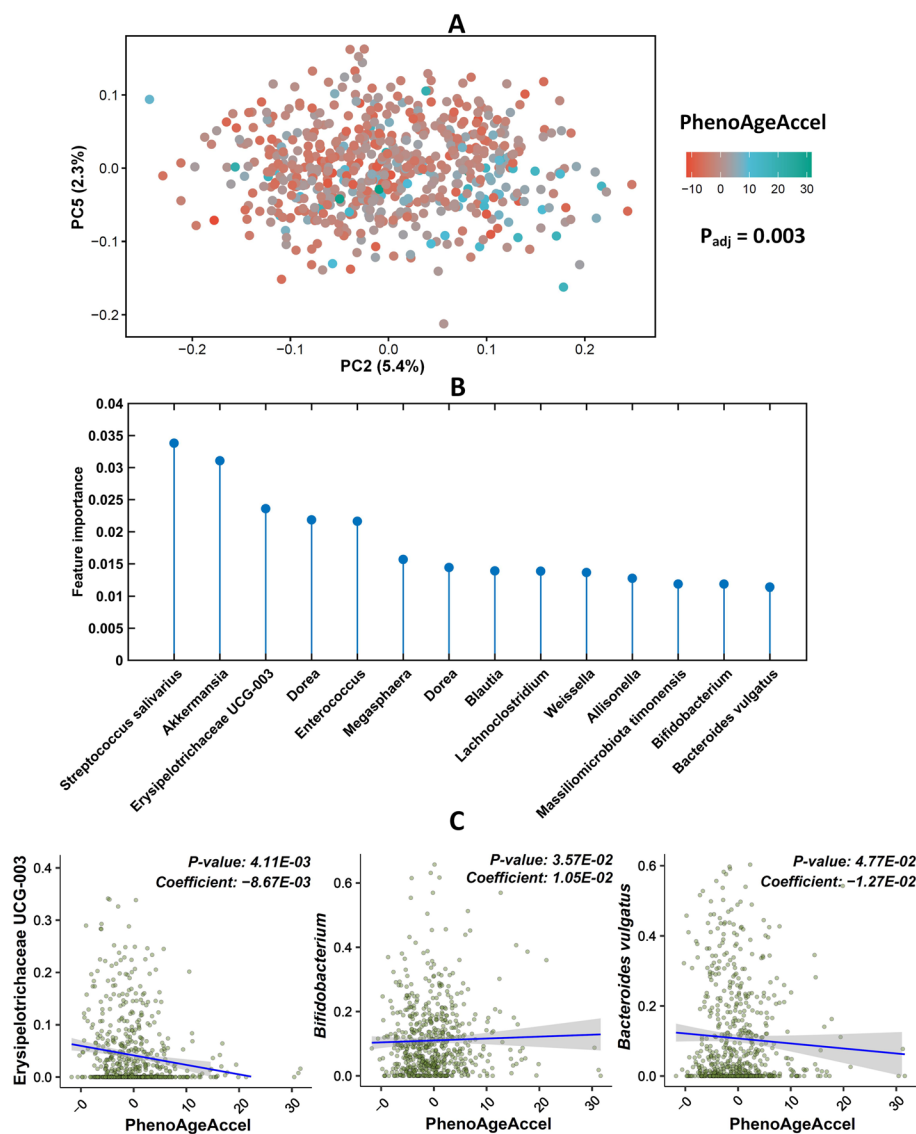 A
PC5 (2.3%)
0.1
0.0
−0.1
−0.2
−0.2
−0.1
0.0
0.1
0.2
PC2 (5.4%)
PhenoAgeAccel
−10 0 10 20 30
Padj = 0.003
B
Feature importance
0.04
0.035
0.03
0.025
0.02
0.015
0.01
0.005
0
Streptococcus salivarius
Akkermansia
Erysipelotrichaceae UCG-003
Dorea
Enterococcus
Megasphaera
Dorea
Blautia
Lachnoclostridium
Weissella
Allisonella
Massiliomicrobiota timonensis
Bifidobacterium
Bacteroides vulgatus
C
Erysipelotrichaceae UCG-003
0.4
0.3
0.2
0.1
0.0
P-value: 4.11E-03
Coefficient: −8.67E-03
−0
0
10
20
30
PhenoAgeAccel
Bifidobacterium
0.6
0.4
0.2
0.0
P-value: 3.57E-02
Coefficient: 1.05E-02
−0
0
10
20
30
PhenoAgeAccel
Bacteroides vulgatus
0.6
0.4
0.2
0.0
P-value: 4.77E-02
Coefficient: −1.27E-02
−0
0
10
20
30
PhenoAgeAccel